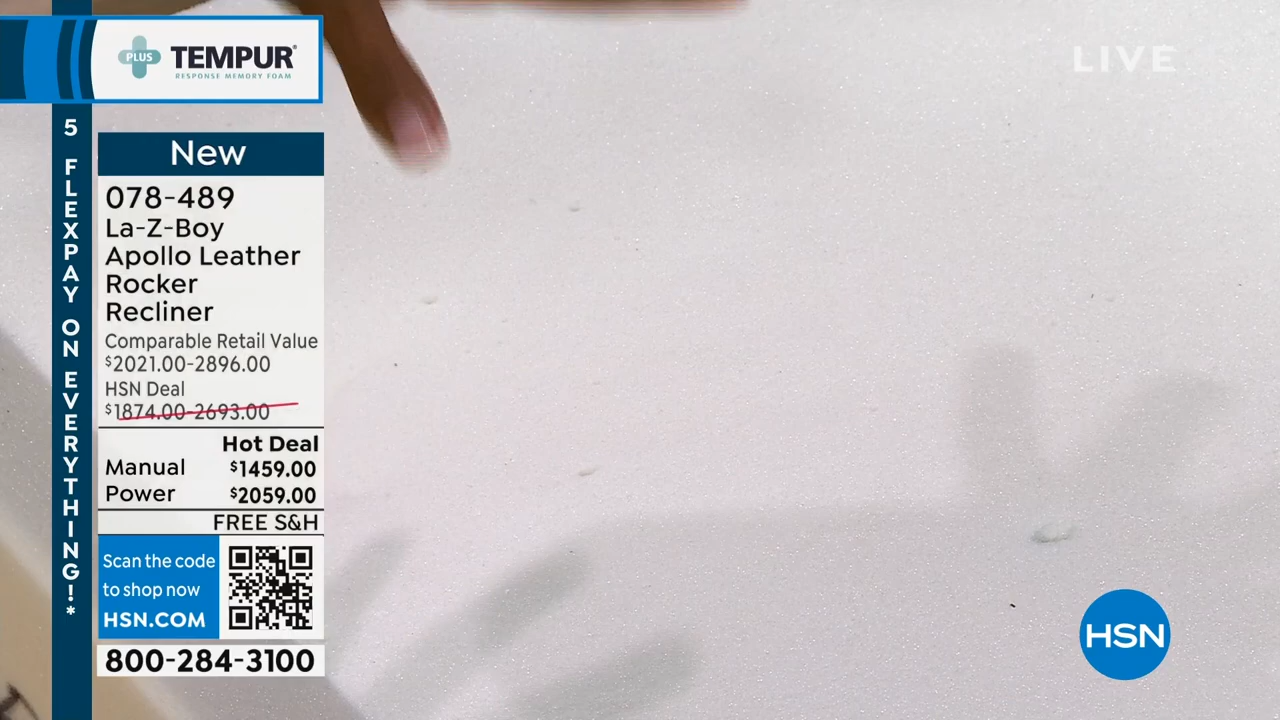 PLUS
TEMPUR®
RESPONSE MEMORY FOAM
LIVE
5 FLEXPAY ON EVERYTHING!*
New
078-489
La-Z-Boy
Apollo Leather
Rocker
Recliner
Comparable Retail Value
$2021.00-2896.00
HSN Deal
$1874.00-2693.00
Hot Deal
Manual $1459.00
Power $2059.00
FREE S&H
Scan the code
to shop now
HSN.COM
800-284-3100
HSN